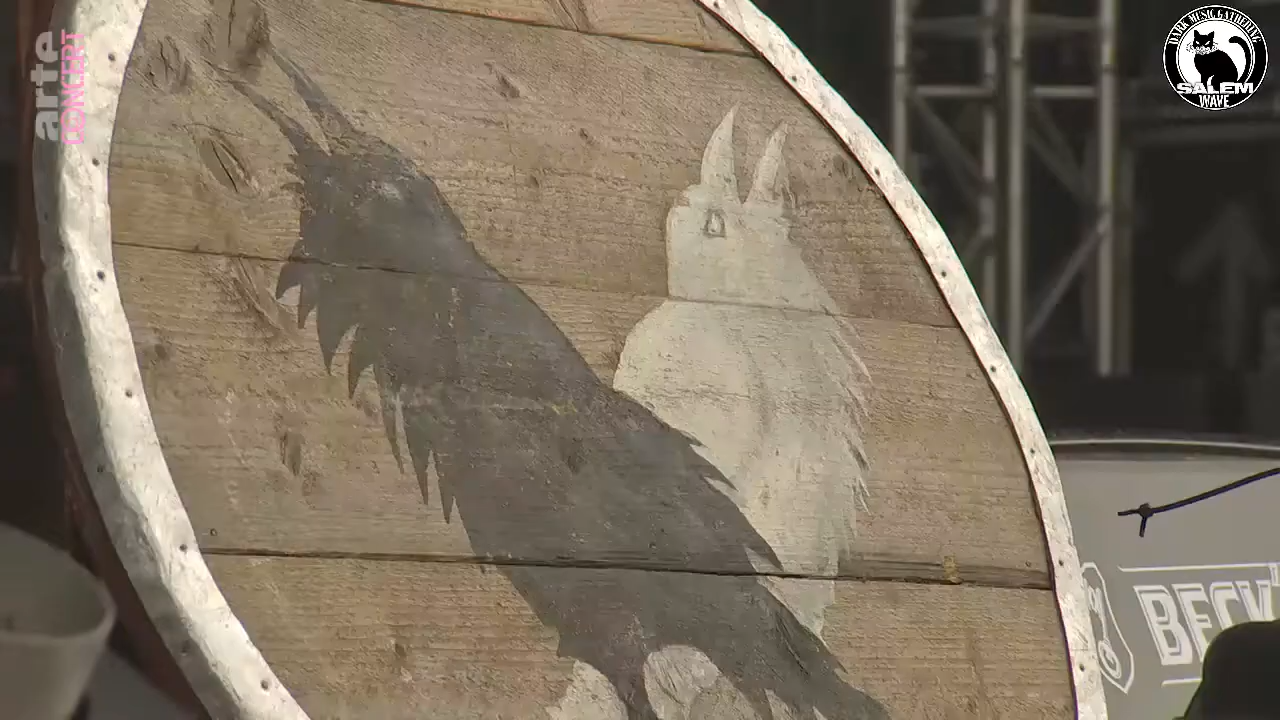 arte
CONCERT
DARK MUSIC GATHERING
SALEM
WAVE
BECK'